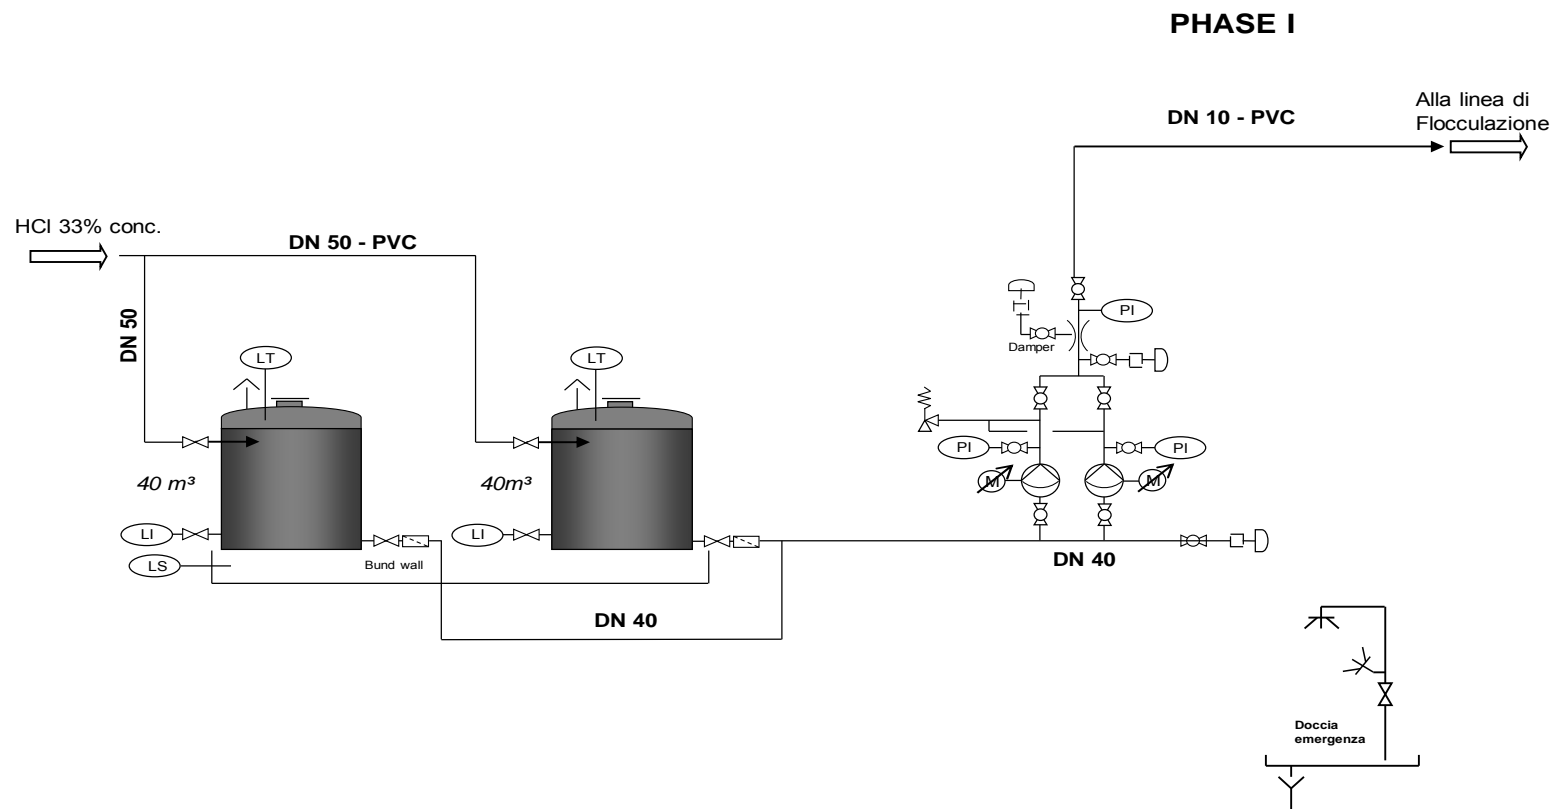 PHASE I
Alla linea di
Flocculazione
DN 10 - PVC
HCl 33% conc.
DN 50 - PVC
DN 50
PI
Damper
LT
LT
PI
PI
40 m³
40m³
M
M
LI
LI
LS
Bund wall
DN 40
DN 40
Doccia
emergenza